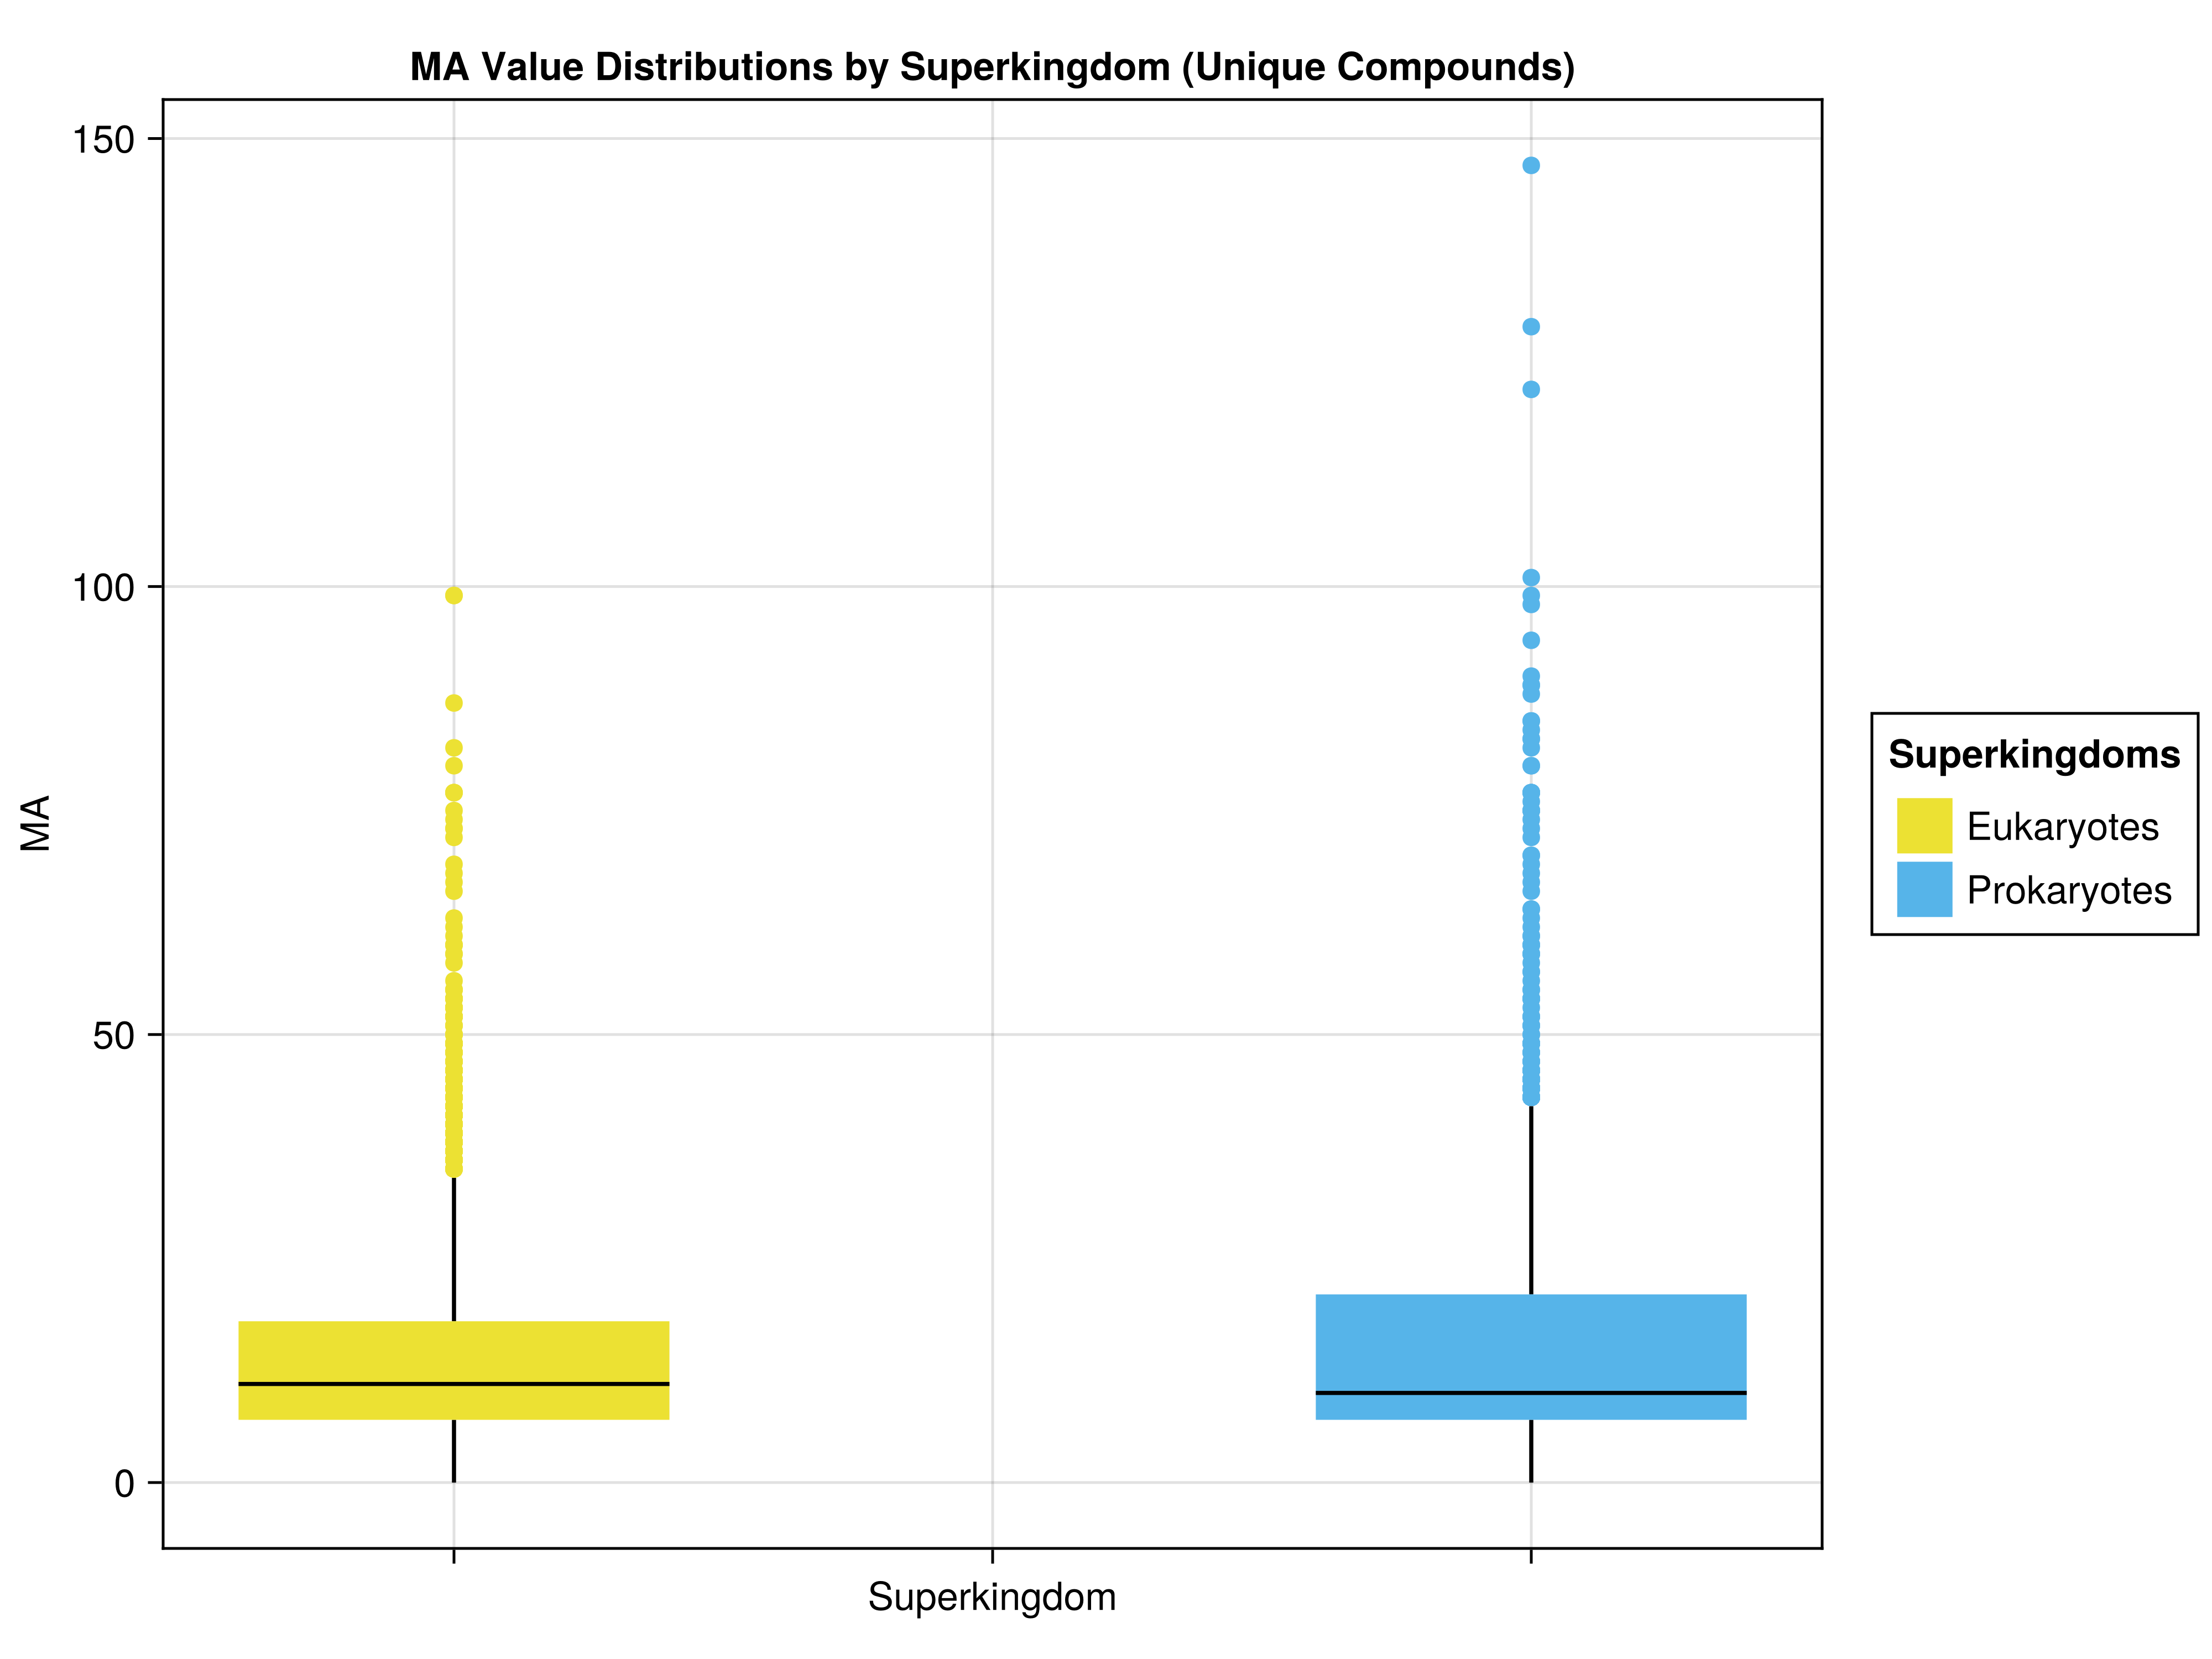 MA Value Distributions by Superkingdom (Unique Compounds)
150
100
50
0
MA
Superkingdom
Superkingdoms
Eukaryotes
Prokaryotes